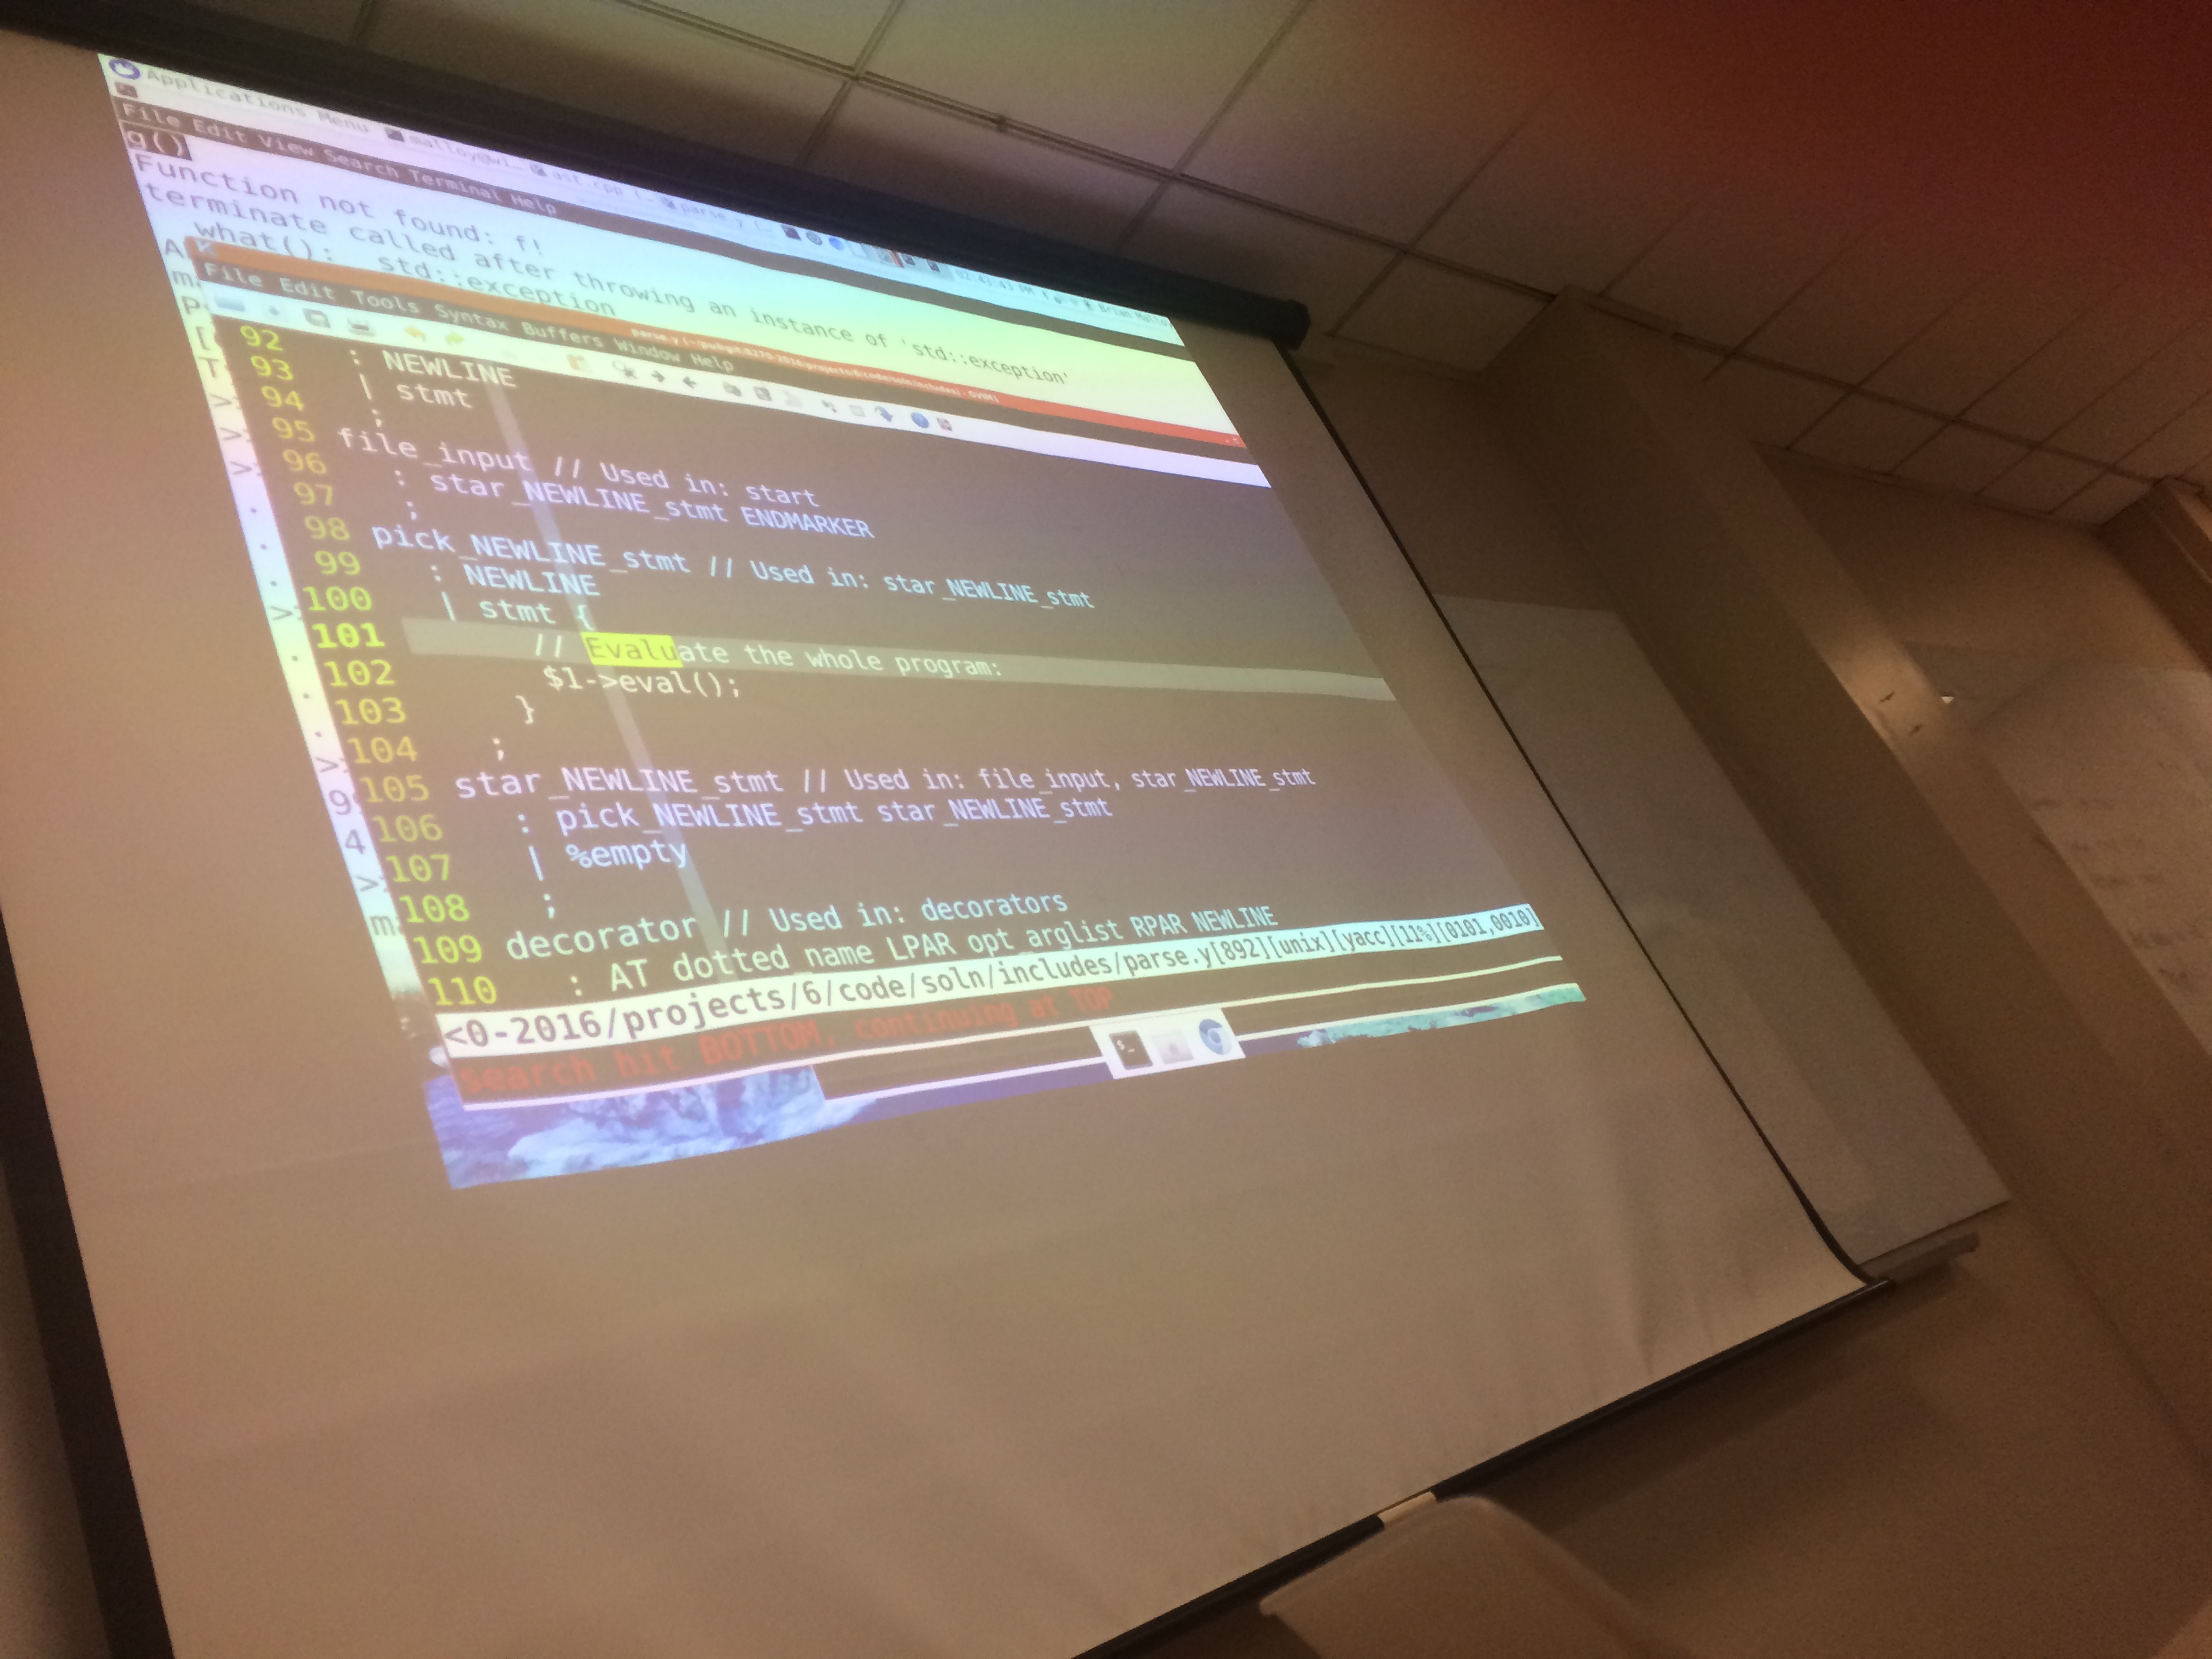 Applications Menu malloy@wi... ast.cpp (... parse.y (...
File Edit View Search Terminal Help
g()
Function not found: f!
terminate called after throwing an instance of 'std::exception'
what(): std::exception
File Edit Tools Syntax Buffers Window Help
92 : NEWLINE
93 | stmt
94 ;
95 file_input // Used in: start
96 : star_NEWLINE_stmt ENDMARKER
97 ;
98 pick_NEWLINE_stmt // Used in: star_NEWLINE_stmt
99 : NEWLINE
100 | stmt {
101 // Evaluate the whole program:
102 $1->eval();
103 }
104 ;
105 star_NEWLINE_stmt // Used in: file_input, star_NEWLINE_stmt
106 : pick_NEWLINE_stmt star_NEWLINE_stmt
107 | %empty
108 ;
109 decorator // Used in: decorators
110 : AT dotted_name LPAR opt_arglist RPAR NEWLINE
<0-2016/projects/6/code/soln/includes/parse.y[892][unix][yacc][11%][0101,0010]
search hit BOTTOM, continuing at TOP